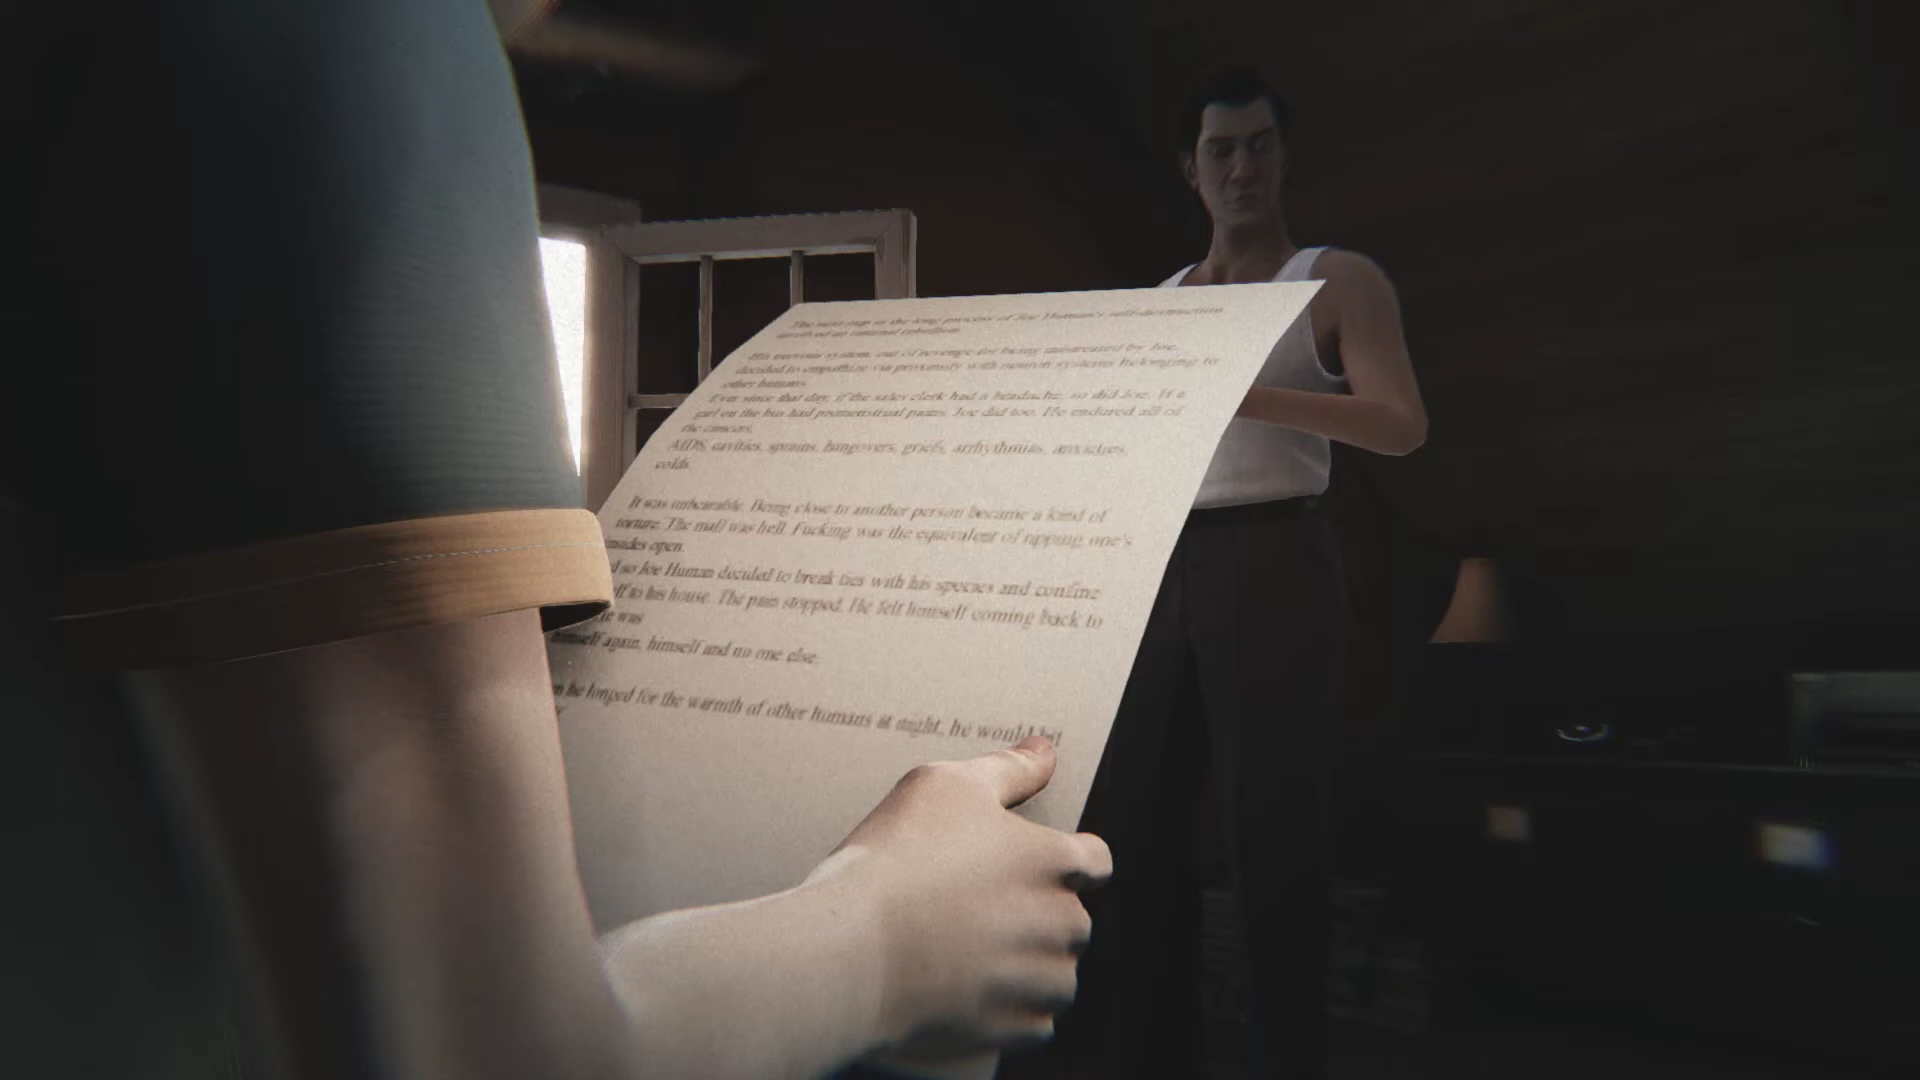 The next step in the long process of Joe Human's self-destruction
involved an internal rebellion.
His nervous system, out of revenge for being mistreated by Joe,
decided to empathize via proximity with neuron systems belonging to
other humans.
Ever since that day, if the sales clerk had a headache, so did Joe. If a
girl on the bus had premenstrual pains, Joe did too. He endured all of
the cancers,
AIDS, cavities, sprains, hangovers, griefs, arrhythmias, anxieties,
colds.
It was unbearable. Being close to another person became a kind of
torture. The mall was hell. Fucking was the equivalent of ripping one's
insides open.
so Joe Human decided to break ties with his species and confine
to his house. The pain stopped. He felt himself coming back to
was
himself again, himself and no one else.
he longed for the warmth of other humans at night, he would